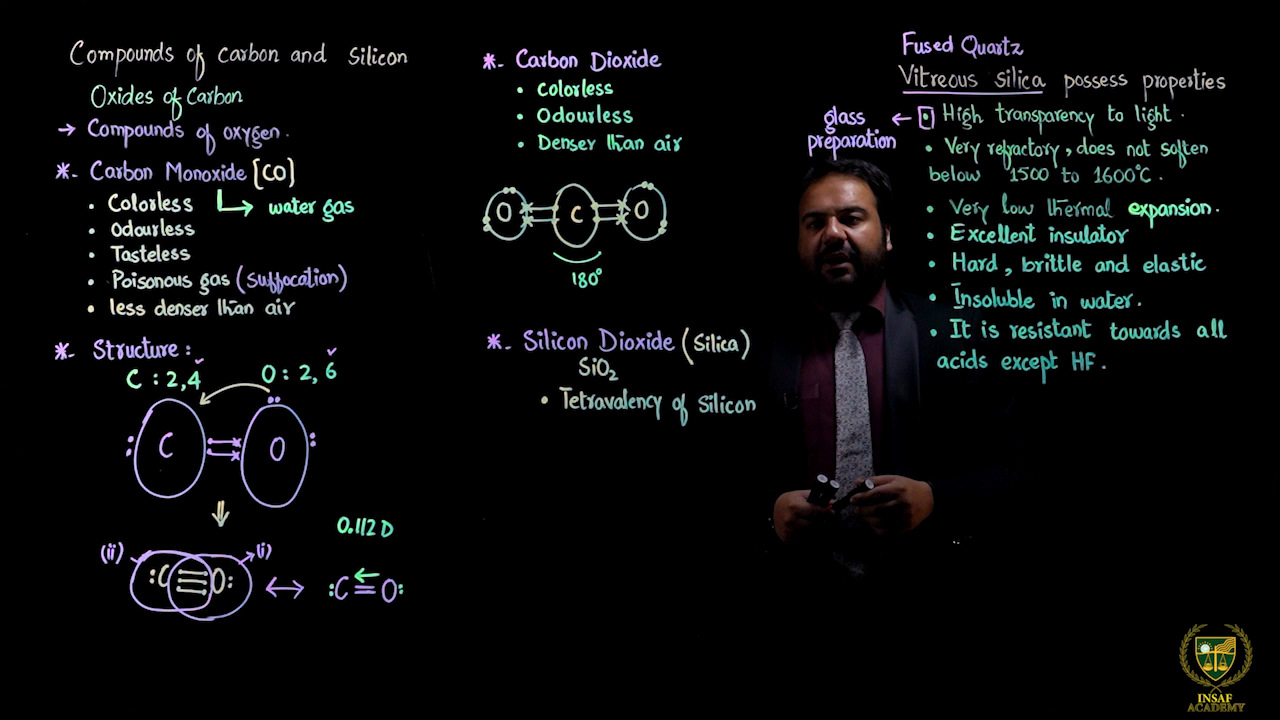 Compounds of Carbon and Silicon
Oxides of Carbon
→ Compounds of oxygen.
*- Carbon Monoxide [CO]
• Colorless
water gas
• Odourless
• Tasteless
• Poisonous gas (suffocation)
• less denser than air
*- Structure:
C : 2,4
O : 2, 6
C
O
0.112 D
(ii)
(i)
:C≡O: ↔ :C=O:
*- Carbon Dioxide
• Colorless
• Odourless
• Denser than air
O
C
O
180°
*- Silicon Dioxide (Silica)
SiO2
• Tetravalency of Silicon
Fused Quartz
Vitreous silica possess properties
glass
preparation
←
• High transparency to light.
• Very refractory, does not soften
below 1500 to 1600°C.
• Very low thermal expansion.
• Excellent insulator
• Hard, brittle and elastic
• Insoluble in water.
• It is resistant towards all
acids except HF.
INSAF
ACADEMY